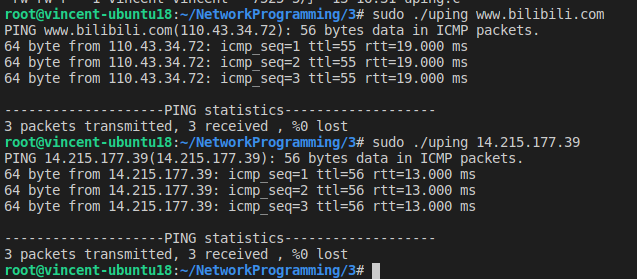 root@vincent-ubuntu18:~/NetworkProgramming/3# sudo ./uping www.bilibili.com
PING www.bilibili.com(110.43.34.72): 56 bytes data in ICMP packets.
64 byte from 110.43.34.72: icmp_seq=1 ttl=55 rtt=19.000 ms
64 byte from 110.43.34.72: icmp_seq=2 ttl=55 rtt=19.000 ms
64 byte from 110.43.34.72: icmp_seq=3 ttl=55 rtt=19.000 ms
--------------------PING statistics-------------------
3 packets transmitted, 3 received , %0 lost
root@vincent-ubuntu18:~/NetworkProgramming/3# sudo ./uping 14.215.177.39
PING 14.215.177.39(14.215.177.39): 56 bytes data in ICMP packets.
64 byte from 14.215.177.39: icmp_seq=1 ttl=56 rtt=13.000 ms
64 byte from 14.215.177.39: icmp_seq=2 ttl=56 rtt=13.000 ms
64 byte from 14.215.177.39: icmp_seq=3 ttl=56 rtt=13.000 ms
--------------------PING statistics-------------------
3 packets transmitted, 3 received , %0 lost
root@vincent-ubuntu18:~/NetworkProgramming/3#